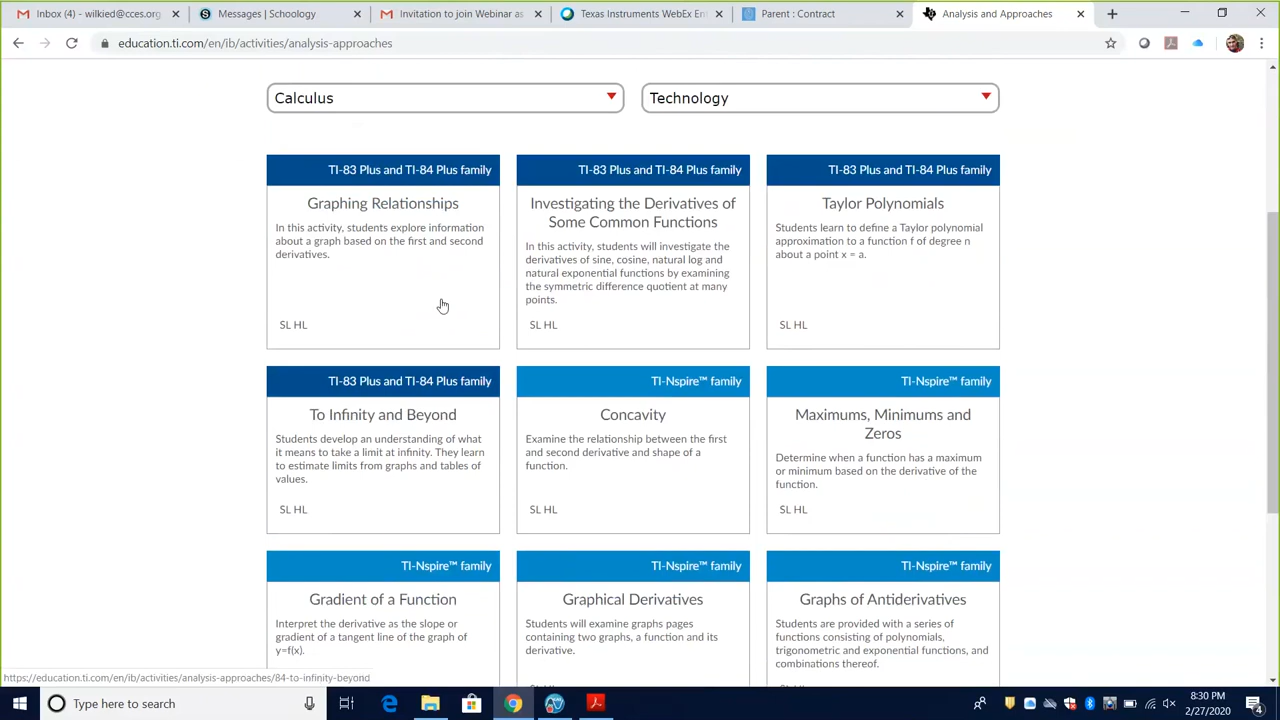 Inbox (4) - wilkied@cces.org
Messages | Schoology
Invitation to join Webinar as
Texas Instruments WebEx Ent
Parent : Contract
Analysis and Approaches
education.ti.com/en/ib/activities/analysis-approaches
Calculus
Technology
TI-83 Plus and TI-84 Plus family
Graphing Relationships
In this activity, students explore information
about a graph based on the first and second
derivatives.
SL HL
TI-83 Plus and TI-84 Plus family
Investigating the Derivatives of
Some Common Functions
In this activity, students will investigate the
derivatives of sine, cosine, natural log and
natural exponential functions by examining
the symmetric difference quotient at many
points.
SL HL
TI-83 Plus and TI-84 Plus family
Taylor Polynomials
Students learn to define a Taylor polynomial
approximation to a function f of degree n
about a point x = a.
SL HL
TI-83 Plus and TI-84 Plus family
To Infinity and Beyond
Students develop an understanding of what
it means to take a limit at infinity. They learn
to estimate limits from graphs and tables of
values.
SL HL
TI-Nspire™ family
Concavity
Examine the relationship between the first
and second derivative and shape of a
function.
SL HL
TI-Nspire™ family
Maximums, Minimums and
Zeros
Determine when a function has a maximum
or minimum based on the derivative of the
function.
SL HL
TI-Nspire™ family
Gradient of a Function
Interpret the derivative as the slope or
gradient of a tangent line of the graph of
y=f(x).
TI-Nspire™ family
Graphical Derivatives
Students will examine graphs pages
containing two graphs, a function and its
derivative.
TI-Nspire™ family
Graphs of Antiderivatives
Students are provided with a series of
functions consisting of polynomials,
trigonometric and exponential functions, and
combinations thereof.
https://education.ti.com/en/ib/activities/analysis-approaches/84-to-infinity-beyond
Type here to search
8:30 PM
2/27/2020
4